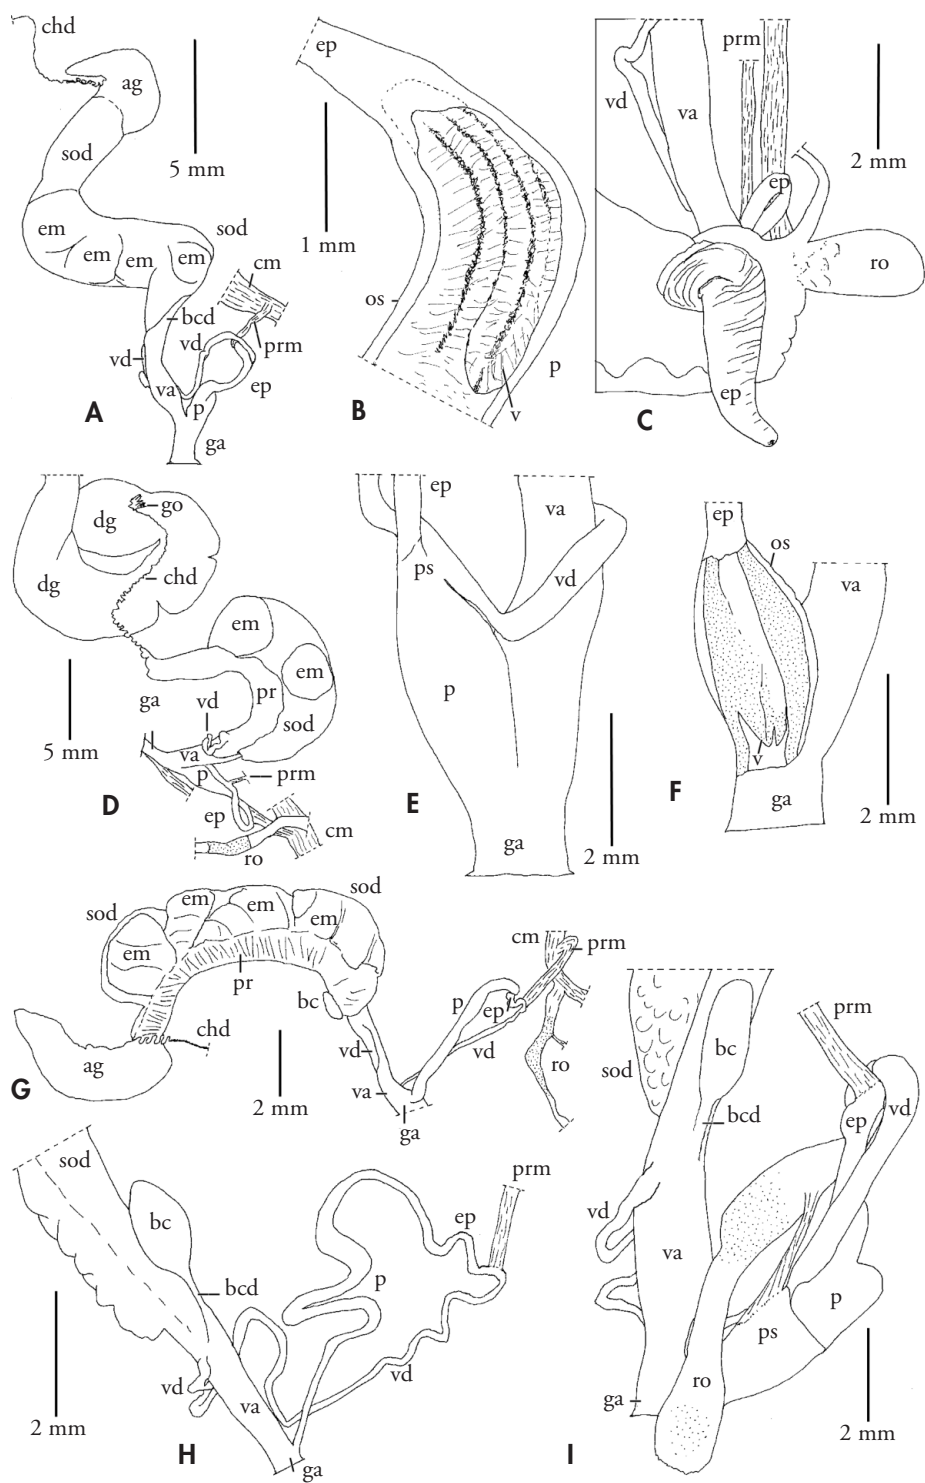 chd
ag
sod
5 mm
em
em
em
em
sod
cm
bcd
vd
vd
prm
va
p
ep
ga
A
ep
1 mm
os
p
v
B
prm
vd
va
2 mm
ep
ro
ep
C
dg
go
dg
chd
em
em
5 mm
ga
vd
pr
sod
va
p
prm
D
ep
cm
ro
ep
va
ps
vd
p
E
2 mm
ga
ep
os
va
v
F
ga
2 mm
sod
em
em
sod
em
em
pr
bc
cm
prm
p
ep
chd
vd
vd
ag
ro
G
2 mm
va
ga
prm
bc
sod
bcd
vd
ep
vd
va
p
ps
ro
ga
2 mm
I
sod
prm
bc
ep
bcd
p
vd
vd
2 mm
va
H
ga